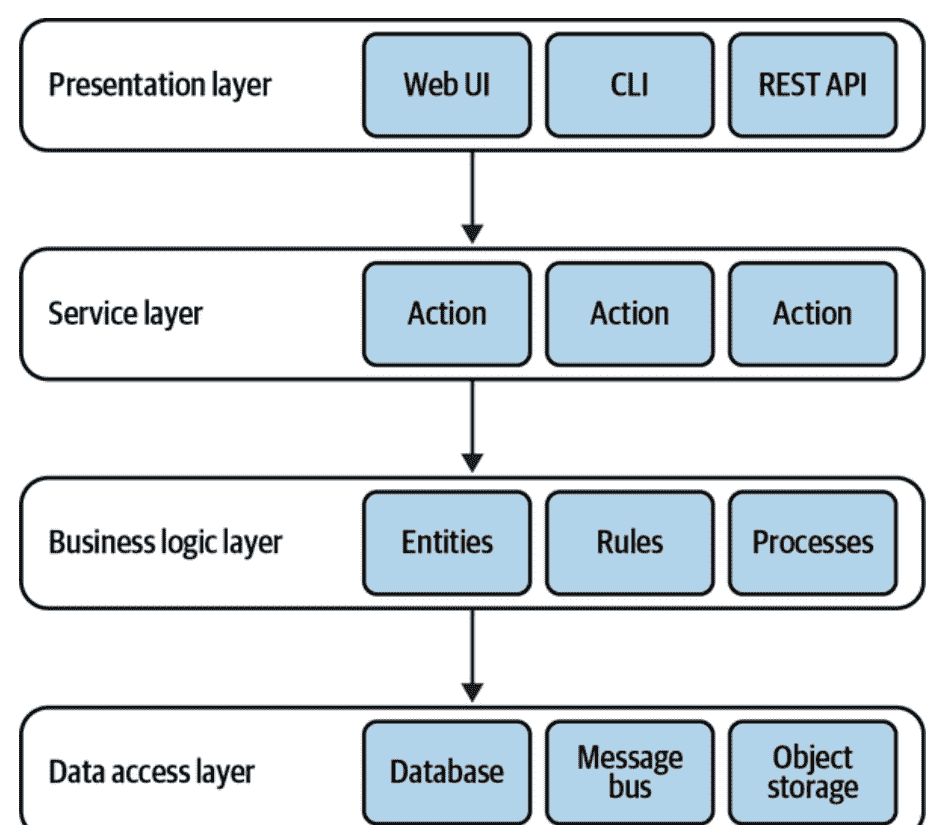 Presentation layer
Web UI
CLI
REST API
Service layer
Action
Action
Action
Business logic layer
Entities
Rules
Processes
Data access layer
Database
Message
bus
Object
storage